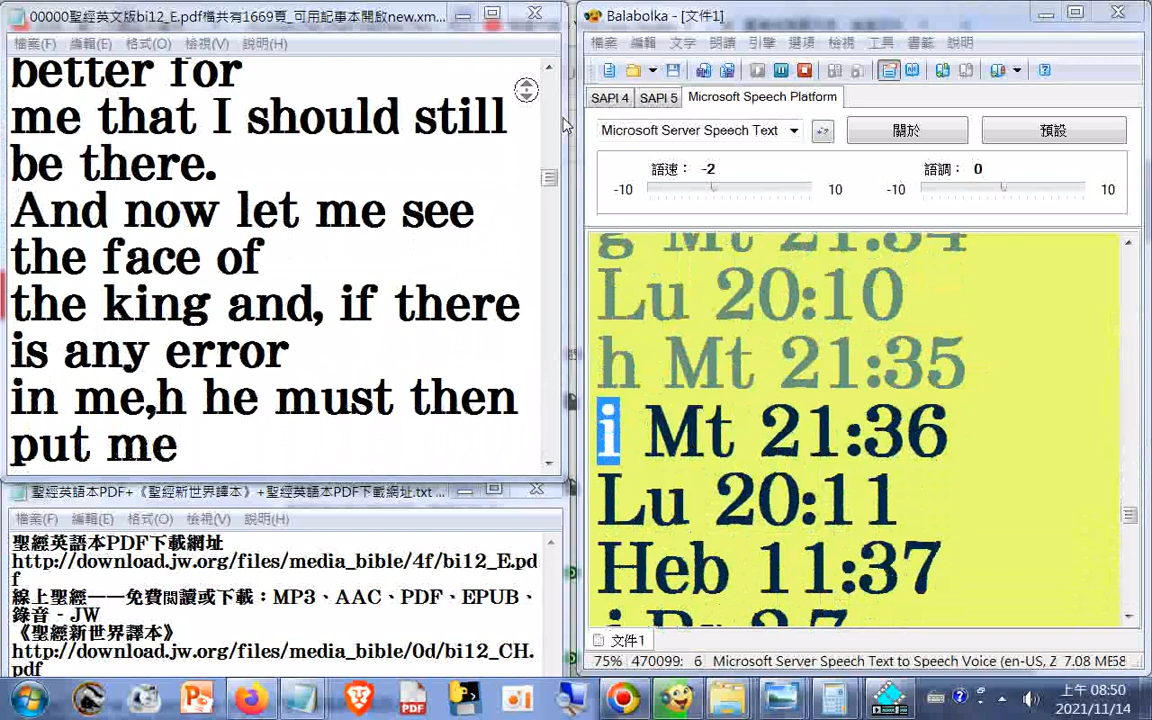 00000聖經英文版bi12_E.pdf檔共有1669頁_可用記事本開啟new.xm...
檔案(F) 編輯(E) 格式(O) 檢視(V) 說明(H)
better for
me that I should still
be there.
And now let me see
the face of
the king and, if there
is any error
in me,h he must then
put me
聖經英語本PDF+《聖經新世界譯本》+聖經英語本PDF下載網址.txt ...
檔案(F) 編輯(E) 格式(O) 檢視(V) 說明(H)
聖經英語本PDF下載網址
http://download.jw.org/files/media_bible/4f/bi12_E.pd
f
線上聖經——免費閱讀或下載：MP3、AAC、PDF、EPUB、
錄音 - JW
《聖經新世界譯本》
http://download.jw.org/files/media_bible/0d/bi12_CH.
pdf
Balabolka - [文件1]
檔案 編輯 文字 朗讀 引擎 選項 檢視 工具 書籤 說明
SAPI 4 SAPI 5 Microsoft Speech Platform
Microsoft Server Speech Text 關於 預設
語速： -2 語調： 0
-10 10 -10 10
g Mt 21:34
Lu 20:10
h Mt 21:35
i Mt 21:36
Lu 20:11
Heb 11:37
文件1
75% 470099: 6 Microsoft Server Speech Text to Speech Voice (en-US, Z 7.08 ME58
上午 08:50
2021/11/14